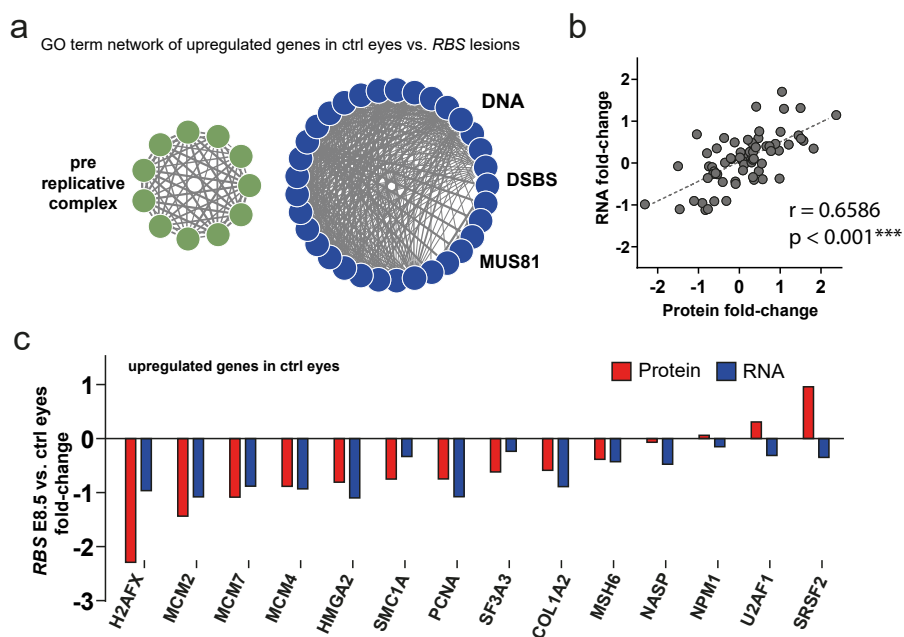 a
GO term network of upregulated genes in ctrl eyes vs. RBS lesions
pre
replicative
complex
DNA
DSBS
MUS81
b
RNA fold-change
2
1
0
-1
-2
r = 0.6586
p < 0.001***
-2 -1 0 1 2
Protein fold-change
c
upregulated genes in ctrl eyes
Protein RNA
RBS E8.5 vs. ctrl eyes
fold-change
1
0
-1
-2
-3
H2AFX MCM2 MCM7 MCM4 HMGA2 SMC1A PCNA SF3A3 COL1A2 MSH6 NASP NPM1 U2AF1 SRSF2